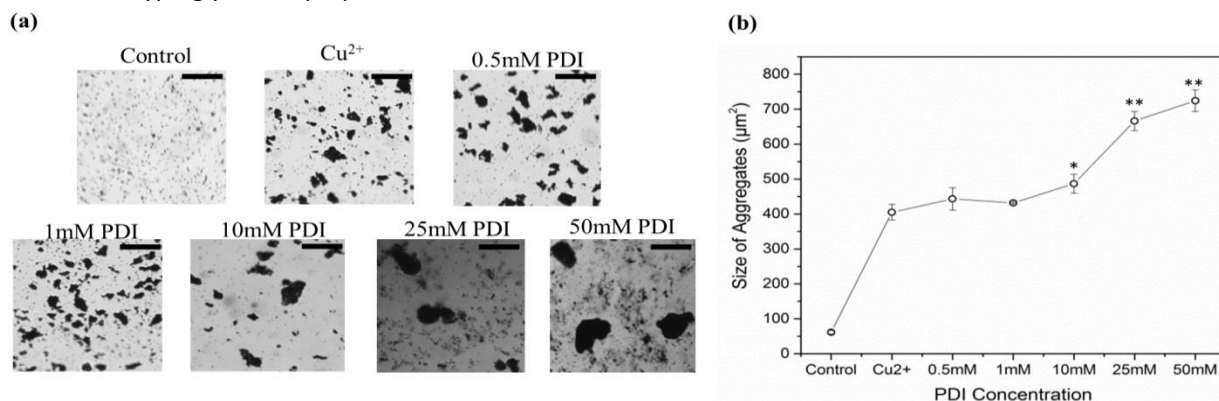 (a)
Control
Cu²⁺
0.5mM PDI
1mM PDI
10mM PDI
25mM PDI
50mM PDI
(b)
Size of Aggregates (µm²)
800
700
600
500
400
300
200
100
0
*
**
**
Control
Cu2+
0.5mM
1mM
10mM
25mM
50mM
PDI Concentration